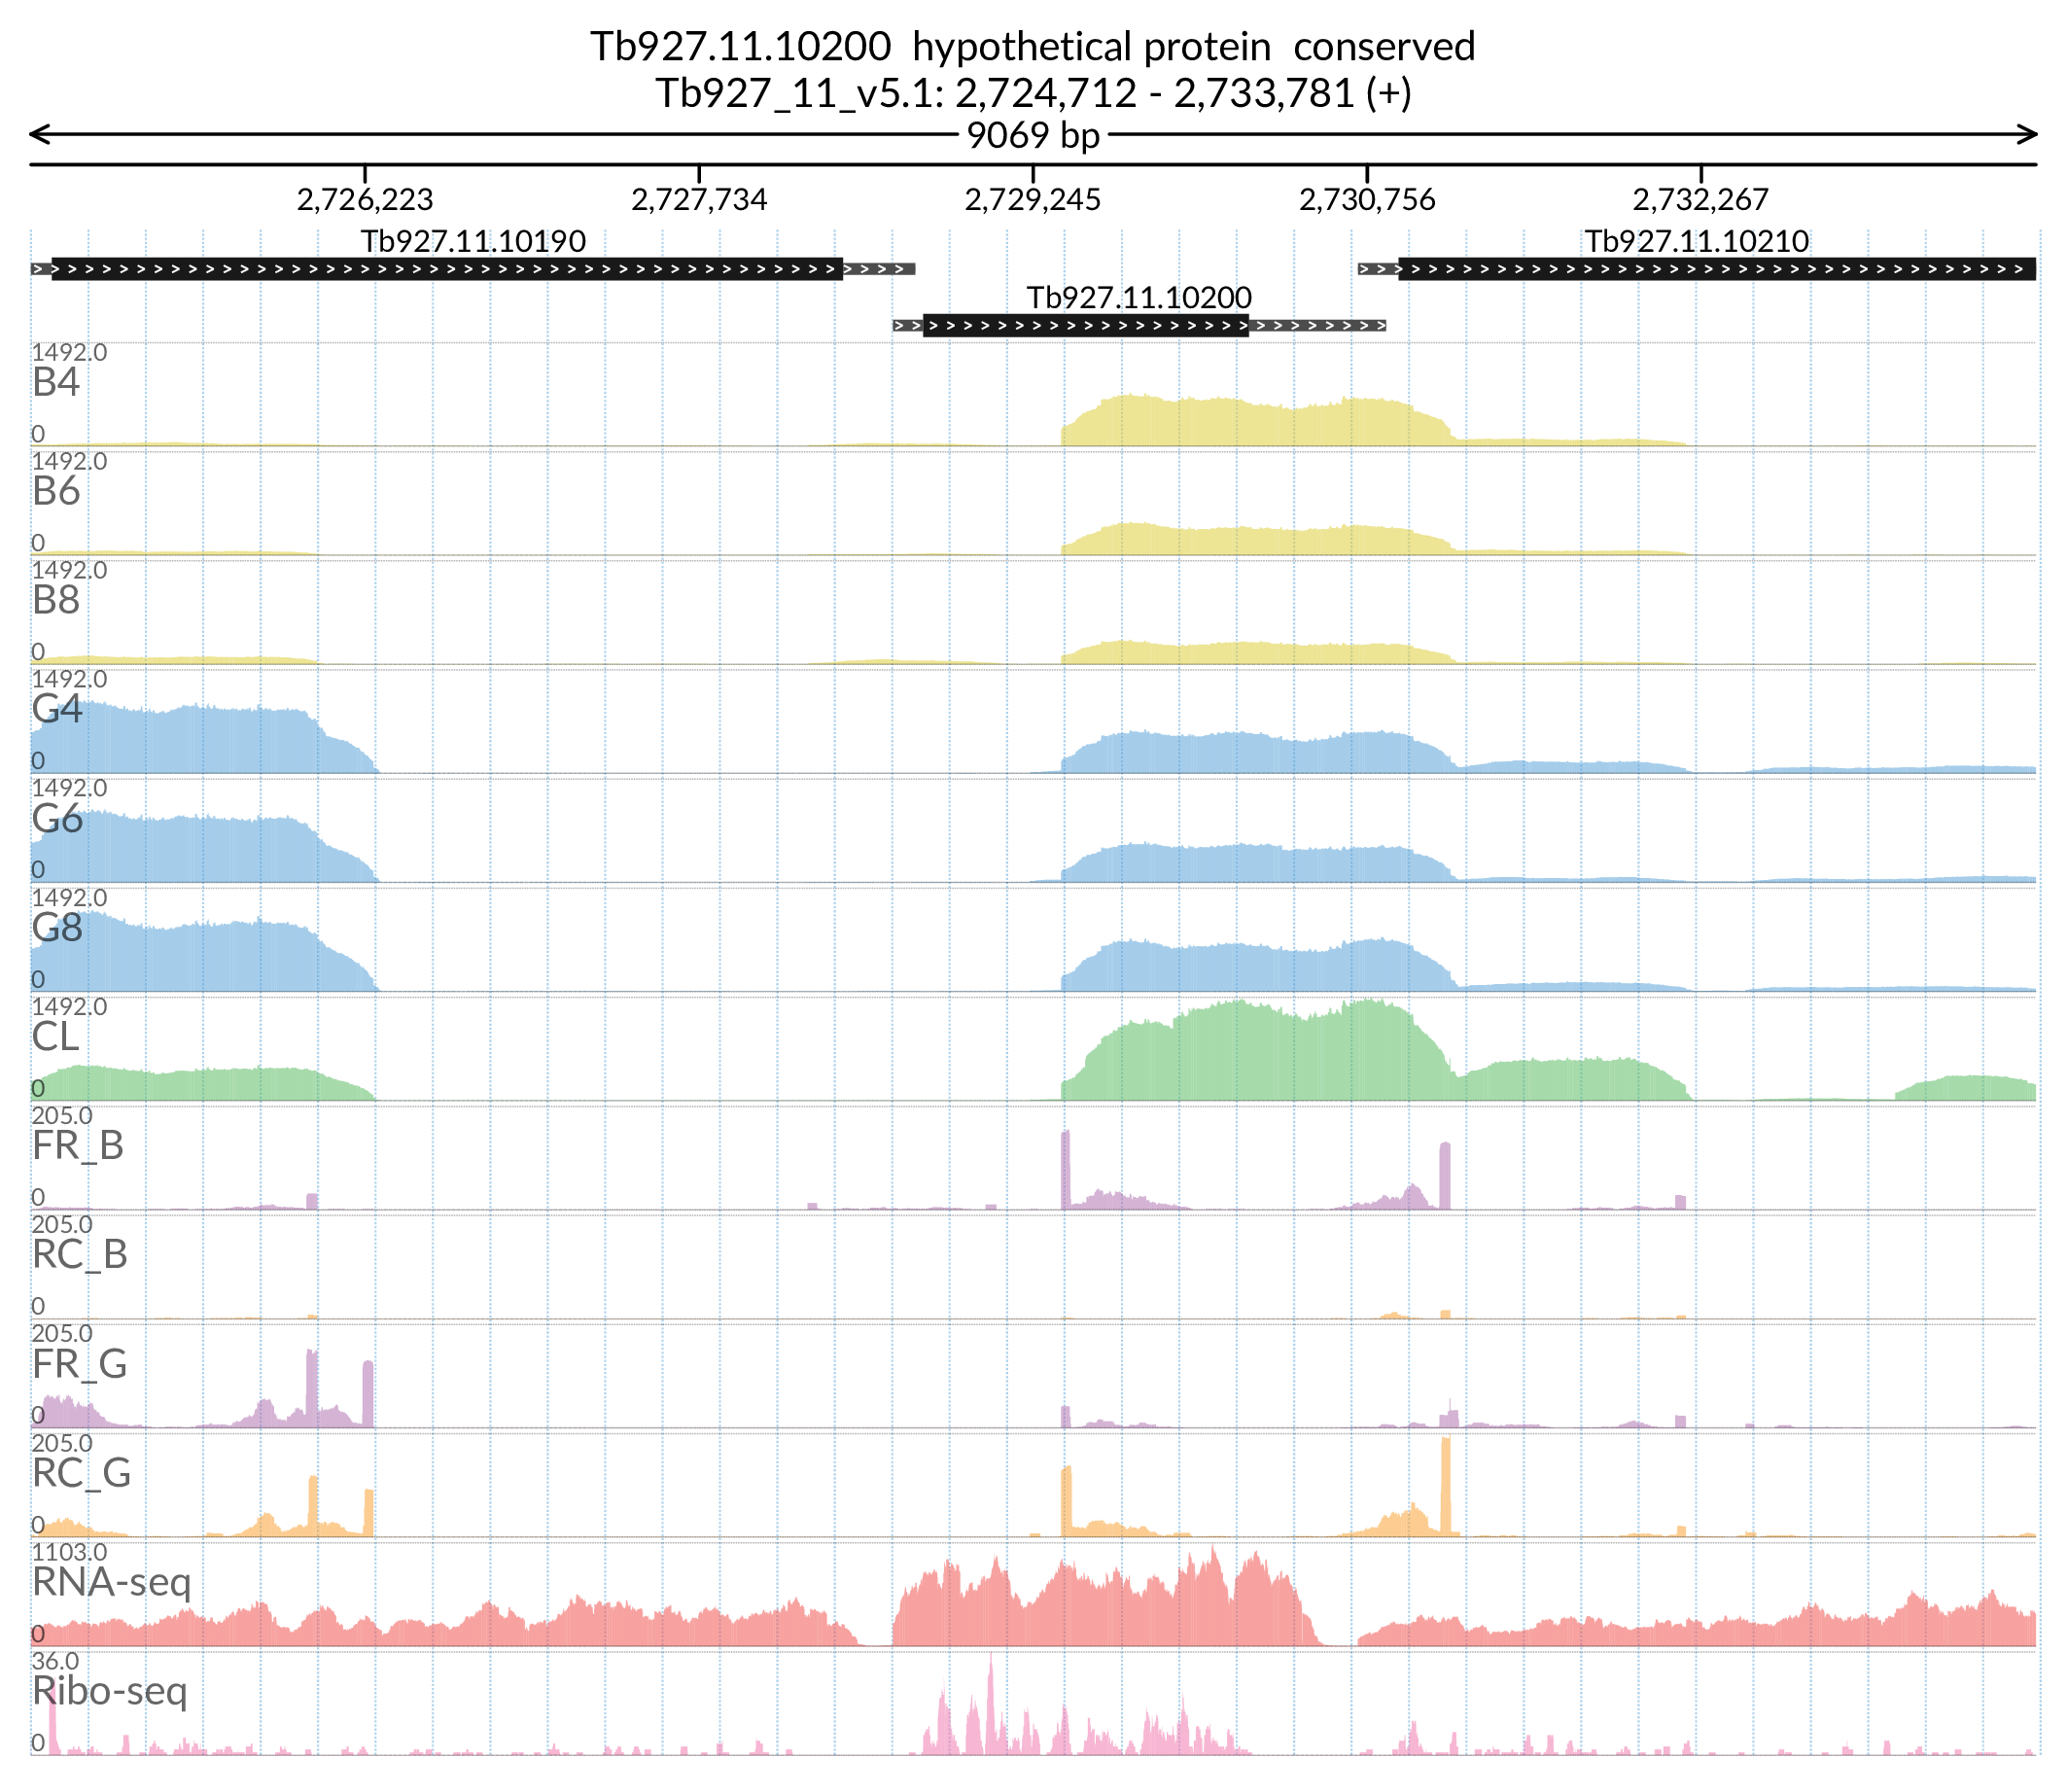 Tb927.11.10200  hypothetical protein  conserved
Tb927_11_v5.1: 2,724,712 - 2,733,781 (+)
9069 bp
2,726,223 2,727,734 2,729,245 2,730,756 2,732,267
Tb927.11.10190 Tb927.11.10210
Tb927.11.10200
1492.0
B4
0
1492.0
B6
0
1492.0
B8
0
1492.0
G4
0
1492.0
G6
0
1492.0
G8
0
1492.0
CL
0
205.0
FR_B
0
205.0
RC_B
0
205.0
FR_G
0
205.0
RC_G
0
1103.0
RNA-seq
0
36.0
Ribo-seq
0